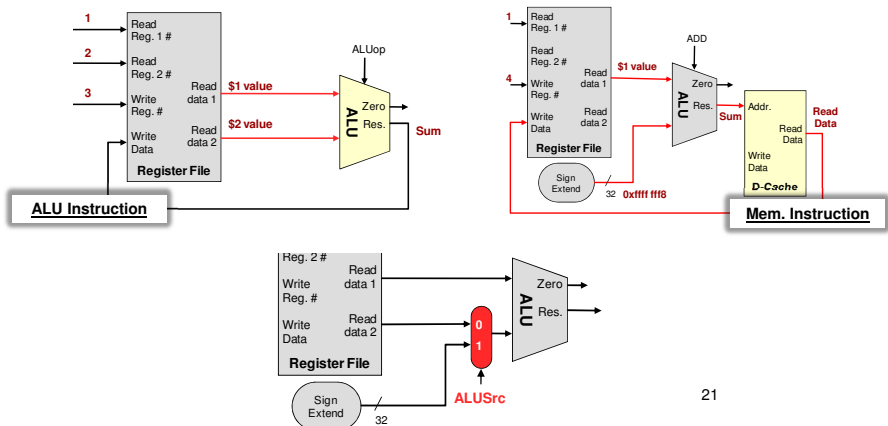 1
Read
Reg. 1 #
2
Read
Reg. 2 #
3
Write
Reg. #
Write
Data
Read
data 1
Read
data 2
Register File
$1 value
$2 value
ALUop
ALU
Zero
Res.
Sum
ALU Instruction
1
Read
Reg. 1 #
Read
Reg. 2 #
4
Write
Reg. #
Write
Data
Read
data 1
Read
data 2
Register File
$1 value
ADD
ALU
Zero
Res.
Sum
Addr.
Read
Data
Write
Data
D-Cache
Read
Data
Sign
Extend
32
0xffff fff8
Mem. Instruction
Reg. 2 #
Write
Reg. #
Write
Data
Read
data 1
Read
data 2
Register File
0
1
ALUSrc
ALU
Zero
Res.
Sign
Extend
32
21